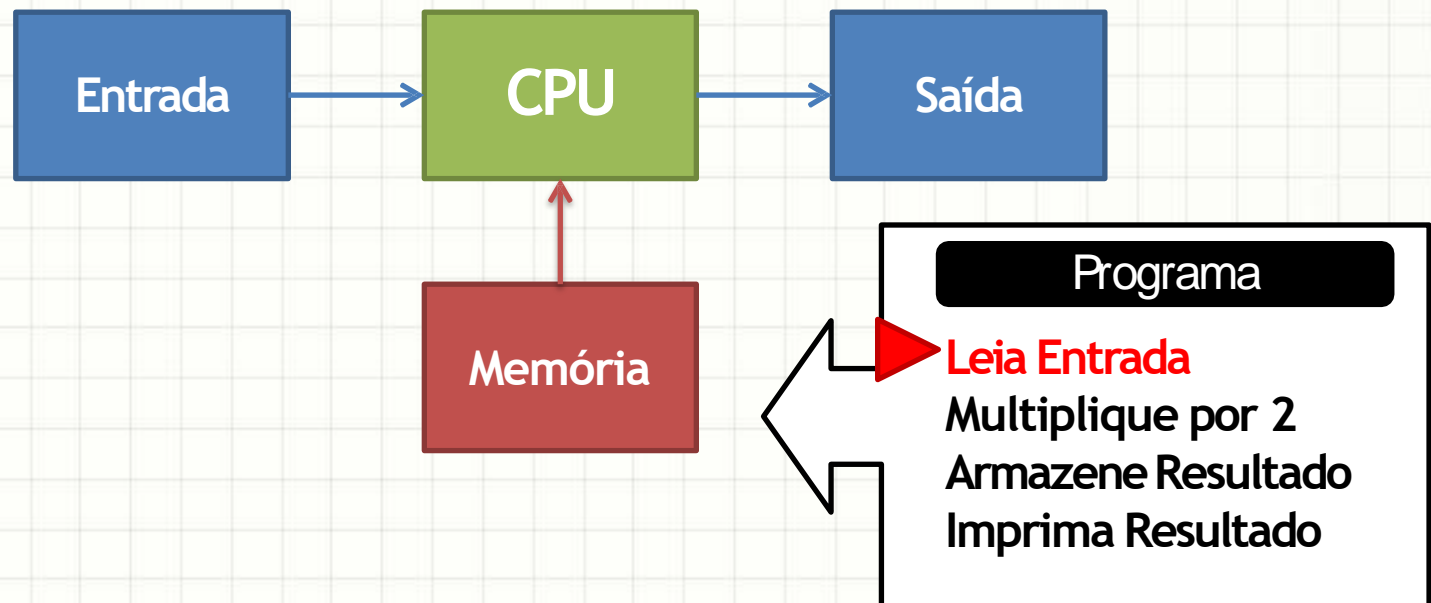 Entrada
CPU
Saída
Memória
Programa
Leia Entrada
Multiplique por 2
Armazene Resultado
Imprima Resultado